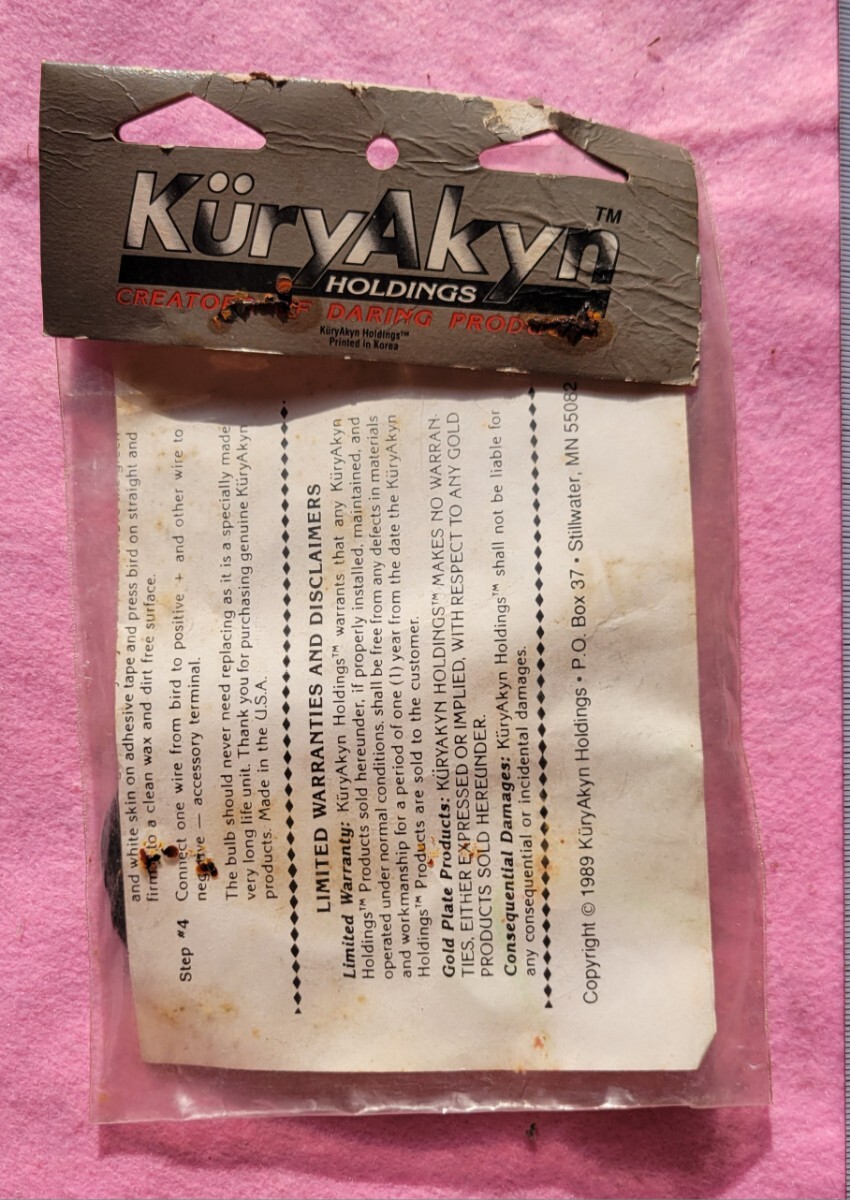 KüryAkyn™
HOLDINGS
CREATORS OF DARING PROD
KüryAkyn Holdings™
Printed in Korea
and white skin on adhesive tape and press bird on straight and
firmly to a clean wax and dirt free surface.
Step #4 Connect one wire from bird to positive + and other wire to
negative — accessory terminal.
The bulb should never need replacing as it is a specially made
very long life unit. Thank you for purchasing genuine KüryAkyn
products. Made in the U.S.A.
LIMITED WARRANTIES AND DISCLAIMERS
Limited Warranty: KüryAkyn Holdings™ warrants that any KüryAkyn
Holdings™ Products sold hereunder, if properly installed, maintained, and
operated under normal conditions, shall be free from any defects in materials
and workmanship for a period of one (1) year from the date the KüryAkyn
Holdings™ Products are sold to the customer.
Gold Plate Products: KÜRYAKYN HOLDINGS™ MAKES NO WARRAN-
TIES, EITHER EXPRESSED OR IMPLIED, WITH RESPECT TO ANY GOLD
PRODUCTS SOLD HEREUNDER.
Consequential Damages: KüryAkyn Holdings™ shall not be liable for
any consequential or incidental damages.
Copyright © 1989 KüryAkyn Holdings • P.O. Box 37 • Stillwater, MN 55082